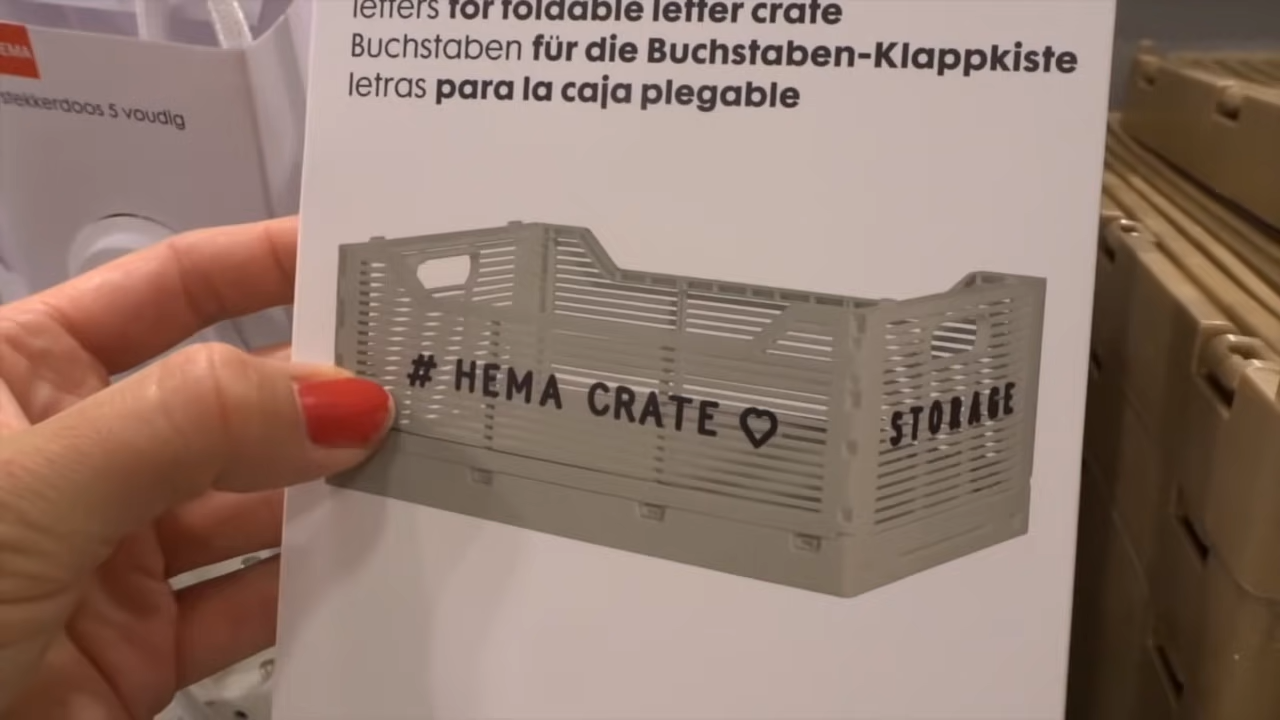 letters for foldable letter crate
Buchstaben für die Buchstaben-Klappkiste
letras para la caja plegable
EMA
stekkerdoos 5 voudig
# HEMA CRATE ♡
STORAGE